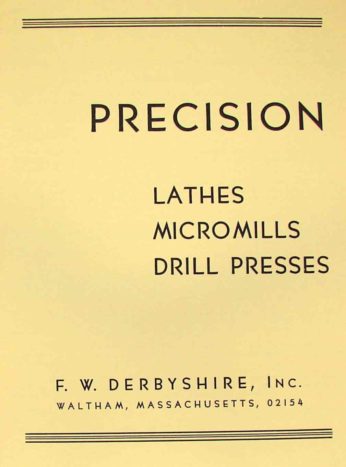 PRECISION
LATHES
MICROMILLS
DRILL PRESSES
F. W. DERBYSHIRE, INC.
WALTHAM, MASSACHUSETTS, 02154